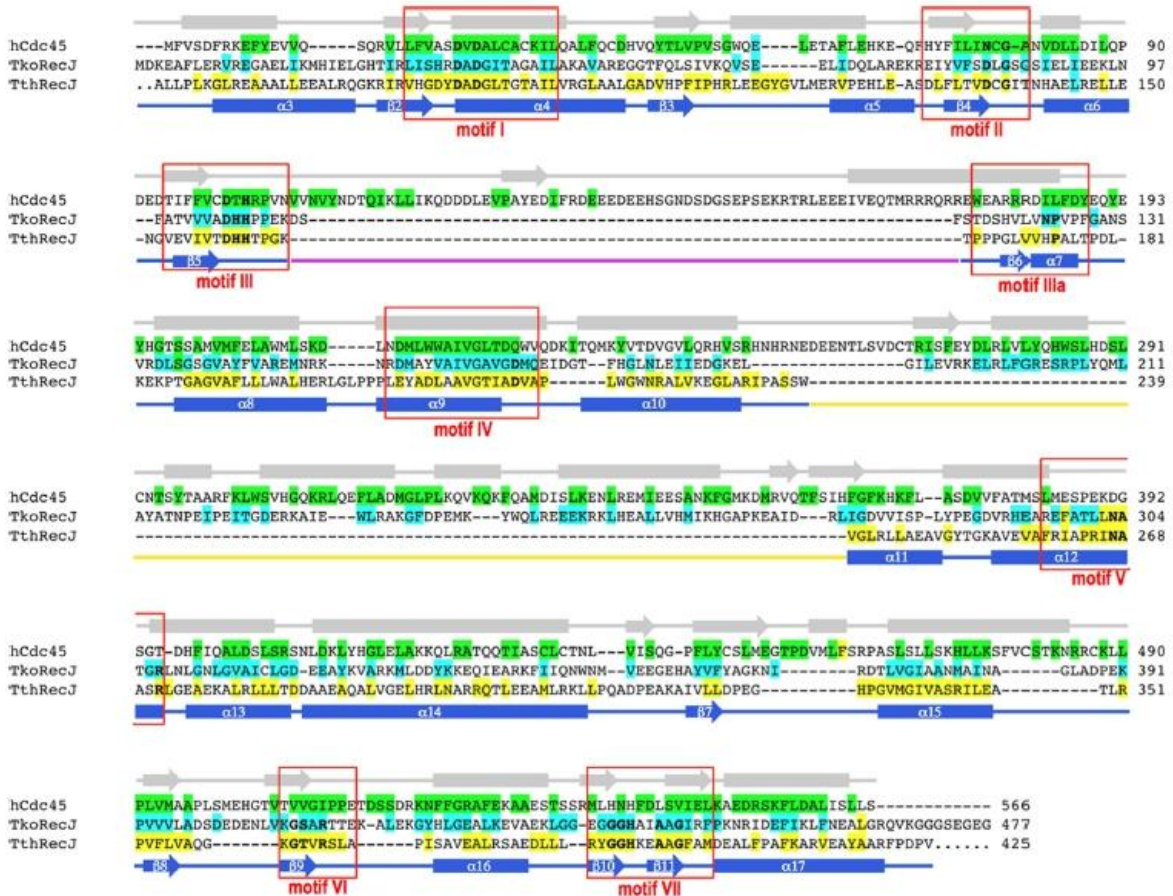 hCdc45 ---MFVSDFRKEFYEVVQ-----SQRVLLFVASDVDALCACKILQALFQCDHVQYTLVPVSGWQE--LETAFLEHKE-QFHYFILINCG-ANVDLLDILQP 90
TkoRecJ MDKEAFLERVREGAELIKMHIELGHTIRLISHRDADGITAGAILAKAVAREGGTFQLSIVKQVSE-----ELIDQLAREKREIYVFSDLGSGSIELIEEKLN 97
TthRecJ ..ALLPLLKGLREAAALLEEALRQGKRIRVHGDYDADGLTGTAILVRGLAALGADVHPFIPHRLEEGYGVLMERVPEHLE-ASDLFLTVDCGITNHAELRELLE 150
α3 β2 α4 β3 α5 β4 α6
motif I motif II
hCdc45 DEDTIFFVCDTHRPVNVVNVYNDTQIKLLIKQDDDLEVPAYEDIFRDEEEDEEHSGNDSDGSEPSEKRTRLEEEIVEQTMRRRQRREWEARRRDILFDYEQYE 193
TkoRecJ --FATVVVADHHPPEKDS----FSTDSHVLVNPVPFGANS 131
TthRecJ -NGVEVIVTDHHTPGK----TPPPGLVVHPALTPDL- 181
β5 β6 α7
motif III motif IIIa
hCdc45 YHGTSSAMVMFELAWMLSKD---LNDMLWWAIVGLTDQWVQDKITQMKYVTDVGVLQRHVSRHNHRNEDEENTLSVDCTRISFEYDLRLVLYQHWSLHDSL 291
TkoRecJ VRDLSGSGVAYFVAREMNRK---NRDMAYVAIVGAVGDMQEIDGT--FHGLNLEIIEDGKEL----GILEVRKELRLFGRESRPLYQML 211
TthRecJ KEKPTGAGVAFLLLWALHERLGLPPPLEYADLAAVGTIADVAP----LWGWNRALVKEGLARIPASSW---- 239
α8 α9 α10
motif IV
hCdc45 CNTSYTAARFKLWSVHGQKRLQEFLADMGLPLKQVKQKFQAMDISLKENLREMIEESANKFGMKDMRVQTFSIHFGFKHKFL-ASDVVFATMSLMESPEKDG 392
TkoRecJ AYATNPEIPEITGDERKAIE---WLRAKGFDPEMK---YWQLREEEKRKLHEALLVHMIKHGAPKEAID--RLIGDVVISP-LYPEGDVRHEAREFATLLNA 304
TthRecJ ----VGLRLLAEAVGYTGKAVEVAFRIAPRINA 268
α11 α12
motif V
hCdc45 SGT-DHFIQALDSLSRSNLDKLYHGLELAKKQLRATQQTIASCLCTNL--VISQG-PFLYCSLMEGTPDVMLFSRPASLSLLSKHLLKSFVCSTKNRRCKLL 490
TkoRecJ TGRLNLGNLGVAICLGD-EEAYKVARKMLDDYKKEQIEARKFIIQNWNMV-VEEGEHAYVFYAGKNI-----RDTLVGIAANMAINA----GLADPEK 391
TthRecJ ASRLGEAEKALRLLLTDDAAEAQALVGELHRLNARRQTLEEAMLRKLLPQADPEAKAIVLLDPEG--------HPGVMGIVASRILEA------TLR 351
α13 α14 β7 α15
hCdc45 PLVMAAPLSMEHGTVTVVGIPPETDSSDRKNFFGRAFEKAAESTSSRMLHNHFDLSVIELKAEDRSKFLDALISLLS------------ 566
TkoRecJ PVVVLADSDEDENLVKGSARTTEK-ALEKGYHLGEALKEVAEKLGG-EGGGHAIAAGIRFPKNRIDEFIKLFNEALGRQVKGGGSEGEG 477
TthRecJ PVFLVAQG------KGTVRSLA----PISAVEALRSAEDLLL-RYGGHKEAAGFAMDEALFPAFKARVEAYAARFPDPV...... 425
β8 β9 α16 β10 β11 α17
motif VI motif VII